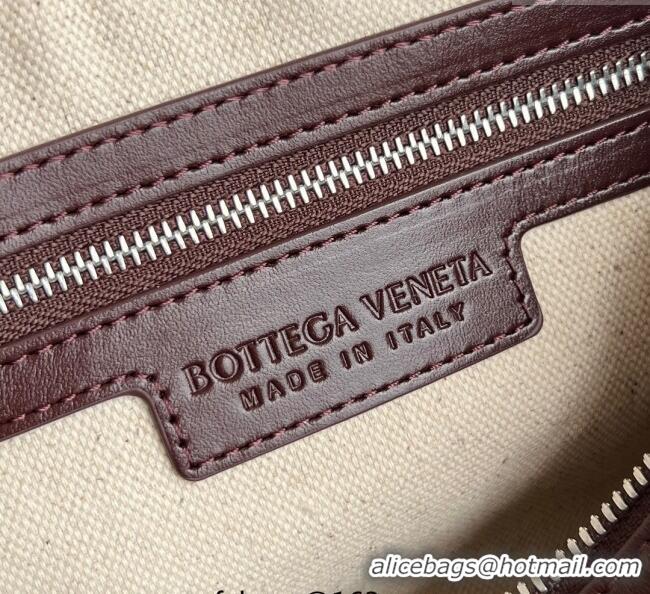 BOTTEGA VENETA
MADE IN ITALY
alicebags@hotmail.com